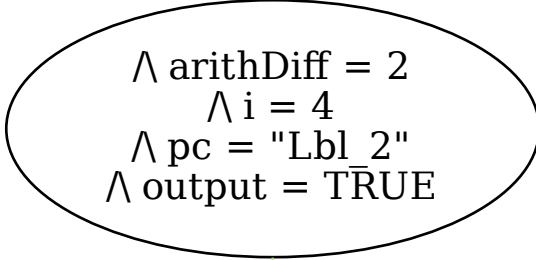 /\ arithDiff = 2
/\ i = 4
/\ pc = "Lbl_2"
/\ output = TRUE